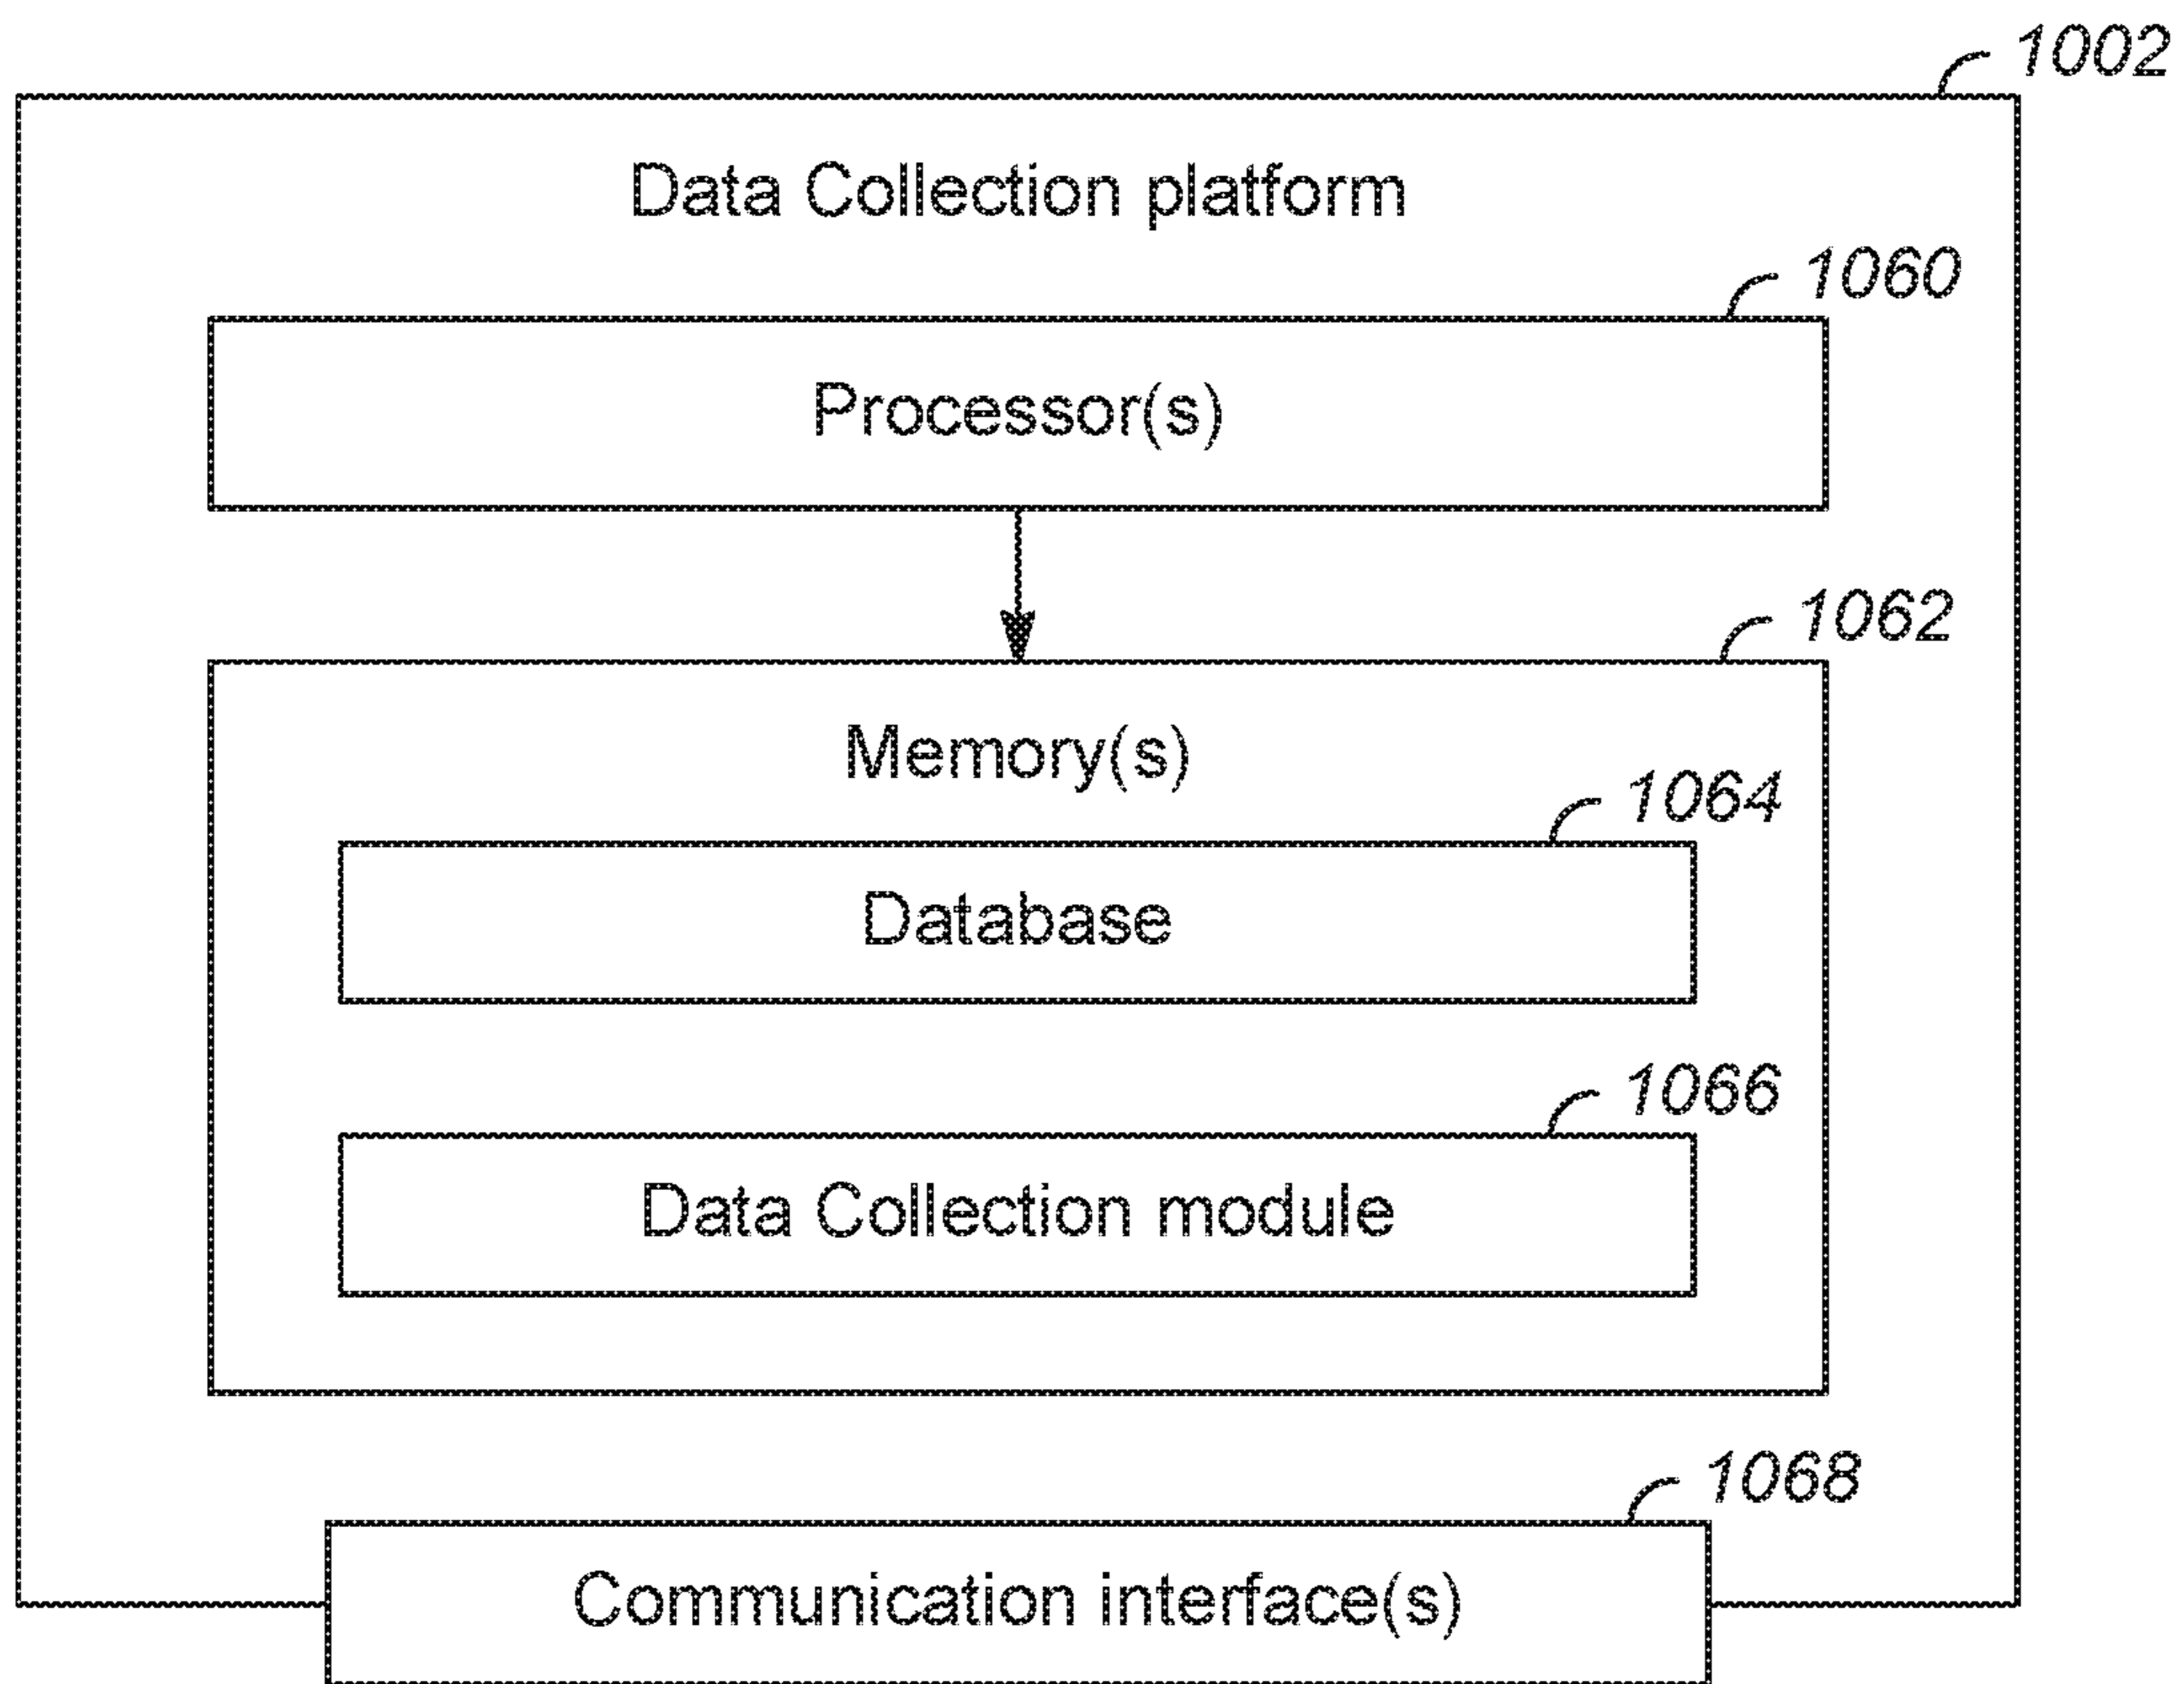 1002
Data Collection platform
1060
Processor(s)
1062
Memory(s)
1064
Database
1066
Data Collection module
1068
Communication interface(s)